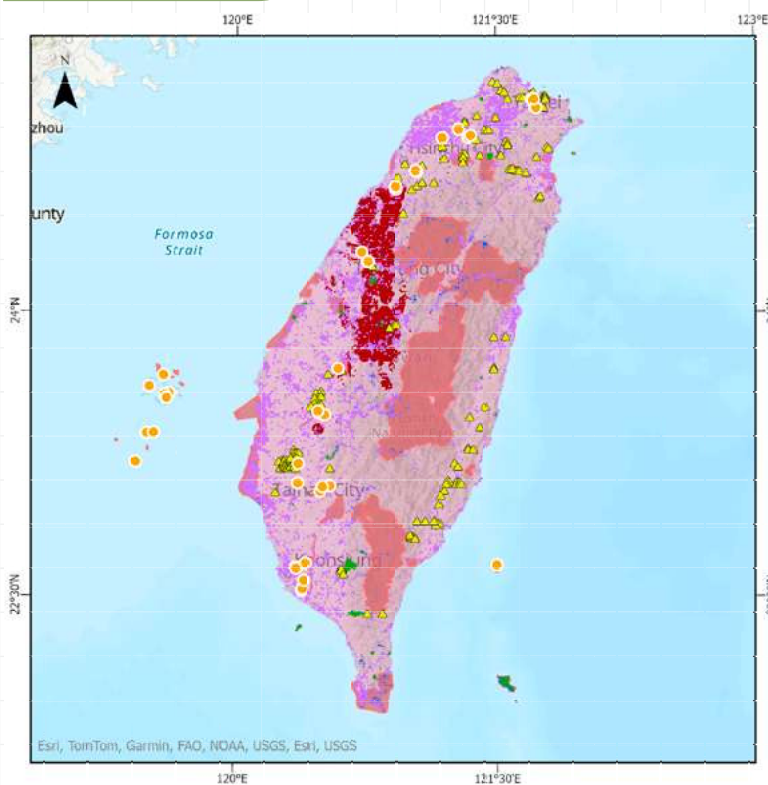 120°E 121°30'E 123°E
N
zhou
Hsinchu City
unty
Formosa
Strait
24°N
Tainan City
Kaohsiung
22°30'N
Esri, TomTom, Garmin, FAO, NOAA, USGS, Esri, USGS
120°E 121°30'E